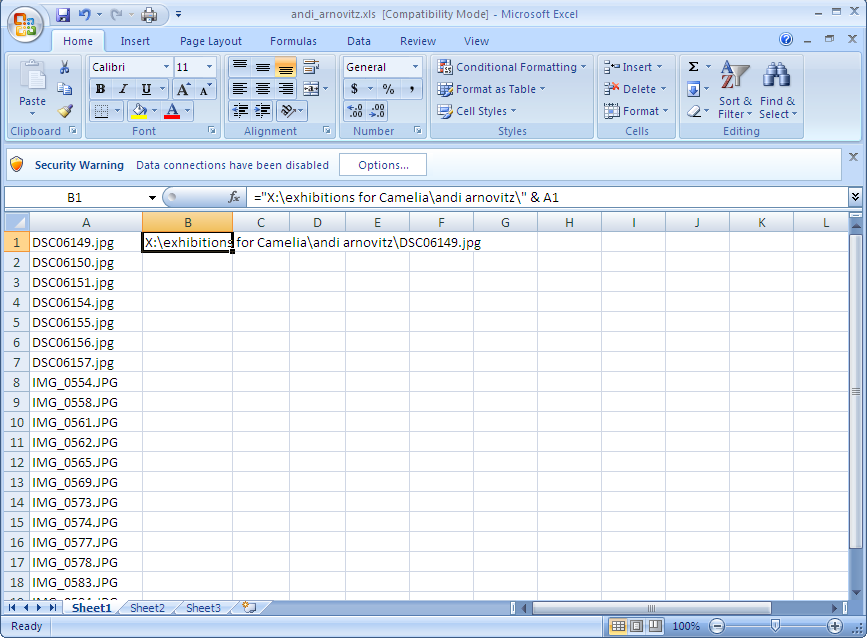 andi_arnovitz.xls [Compatibility Mode] - Microsoft Excel
Home Insert Page Layout Formulas Data Review View
Paste
Clipboard
Calibri 11
B I U
A A
A
Font
Alignment
General
$ % ,
.00 .0
Number
Conditional Formatting
Format as Table
Cell Styles
Styles
Insert
Delete
Format
Cells
Σ
Sort & Filter
Find & Select
Editing
Security Warning Data connections have been disabled Options...
B1 fx ="X:\exhibitions for Camelia\andi arnovitz\" & A1
A B C D E F G H I J K L
1 DSC06149.jpg X:\exhibitions for Camelia\andi arnovitz\DSC06149.jpg
2 DSC06150.jpg
3 DSC06151.jpg
4 DSC06154.jpg
5 DSC06155.jpg
6 DSC06156.jpg
7 DSC06157.jpg
8 IMG_0554.JPG
9 IMG_0558.JPG
10 IMG_0561.JPG
11 IMG_0562.JPG
12 IMG_0565.JPG
13 IMG_0569.JPG
14 IMG_0573.JPG
15 IMG_0574.JPG
16 IMG_0577.JPG
17 IMG_0578.JPG
18 IMG_0583.JPG
Sheet1 Sheet2 Sheet3
Ready 100%